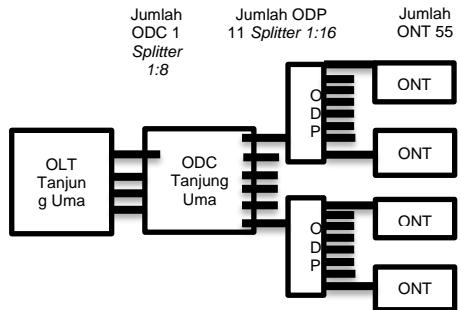 Jumlah
ODC 1
Splitter
1:8
Jumlah ODP
11 Splitter 1:16
Jumlah
ONT 55
OLT
Tanjun
g Uma
ODC
Tanjung
Uma
O
D
P
O
D
P
ONT
ONT
ONT
ONT